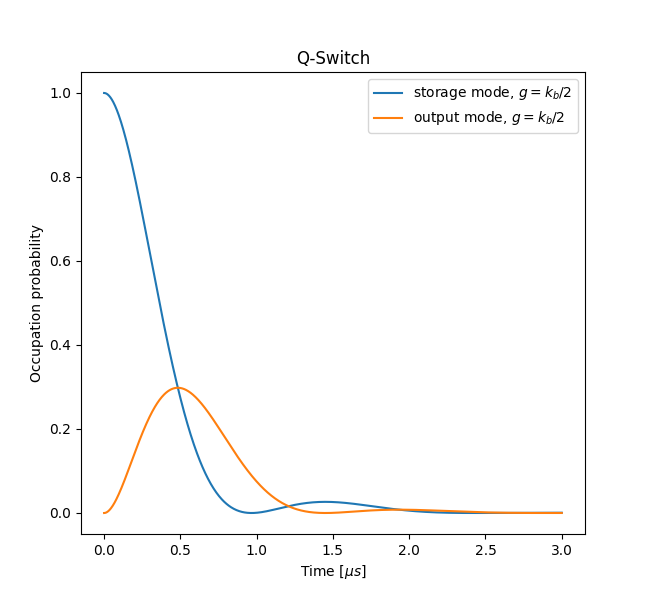 Q-Switch
storage mode, g = k_b/2
output mode, g = k_b/2
Occupation probability
1.0
0.8
0.6
0.4
0.2
0.0
0.0 0.5 1.0 1.5 2.0 2.5 3.0
Time [μs]